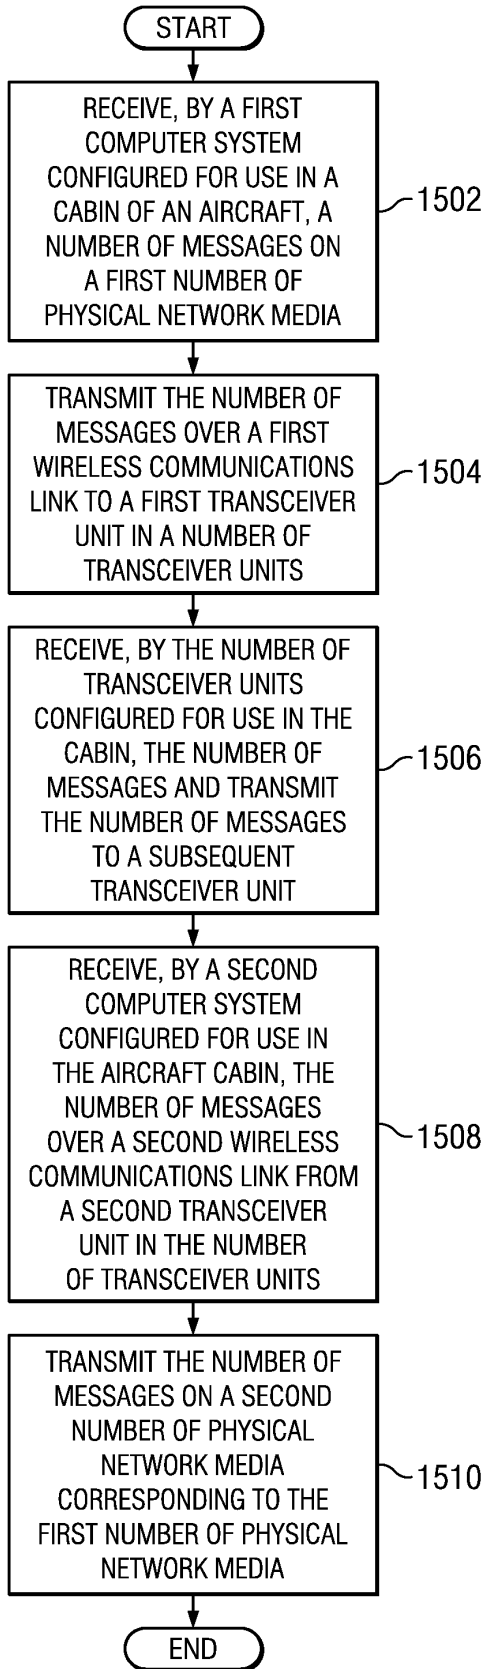 START
RECEIVE, BY A FIRST
COMPUTER SYSTEM
CONFIGURED FOR USE IN A
CABIN OF AN AIRCRAFT, A
NUMBER OF MESSAGES ON
A FIRST NUMBER OF
PHYSICAL NETWORK MEDIA
1502
TRANSMIT THE NUMBER OF
MESSAGES OVER A FIRST
WIRELESS COMMUNICATIONS
LINK TO A FIRST TRANSCEIVER
UNIT IN A NUMBER OF
TRANSCEIVER UNITS
1504
RECEIVE, BY THE NUMBER OF
TRANSCEIVER UNITS
CONFIGURED FOR USE IN THE
CABIN, THE NUMBER OF
MESSAGES AND TRANSMIT
THE NUMBER OF MESSAGES
TO A SUBSEQUENT
TRANSCEIVER UNIT
1506
RECEIVE, BY A SECOND
COMPUTER SYSTEM
CONFIGURED FOR USE IN
THE AIRCRAFT CABIN, THE
NUMBER OF MESSAGES
OVER A SECOND WIRELESS
COMMUNICATIONS LINK FROM
A SECOND TRANSCEIVER
UNIT IN THE NUMBER
OF TRANSCEIVER UNITS
1508
TRANSMIT THE NUMBER OF
MESSAGES ON A SECOND
NUMBER OF PHYSICAL
NETWORK MEDIA
CORRESPONDING TO THE
FIRST NUMBER OF PHYSICAL
NETWORK MEDIA
1510
END